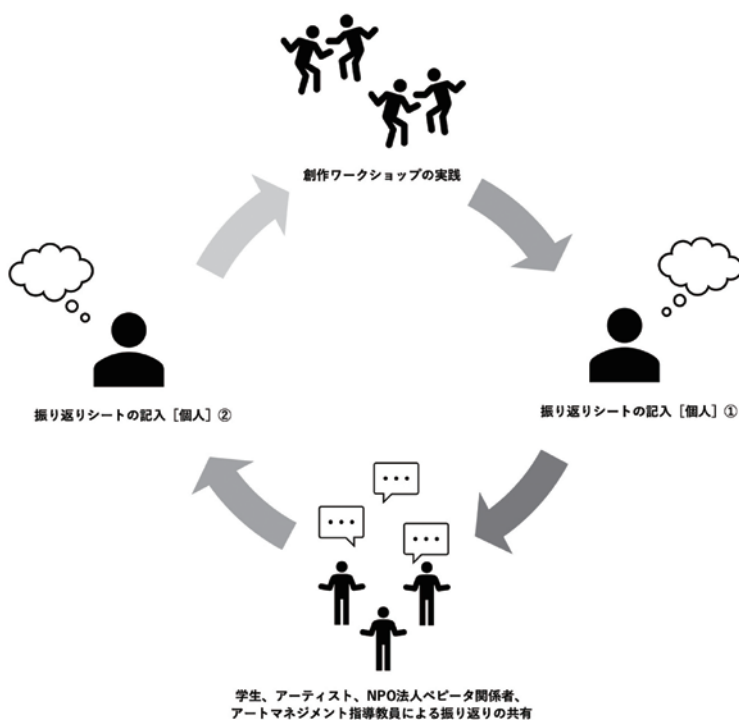 創作ワークショップの実践
振り返りシートの記入［個人］②
振り返りシートの記入［個人］①
学生、アーティスト、NPO法人ペピータ関係者、
アートマネジメント指導教員による振り返りの共有